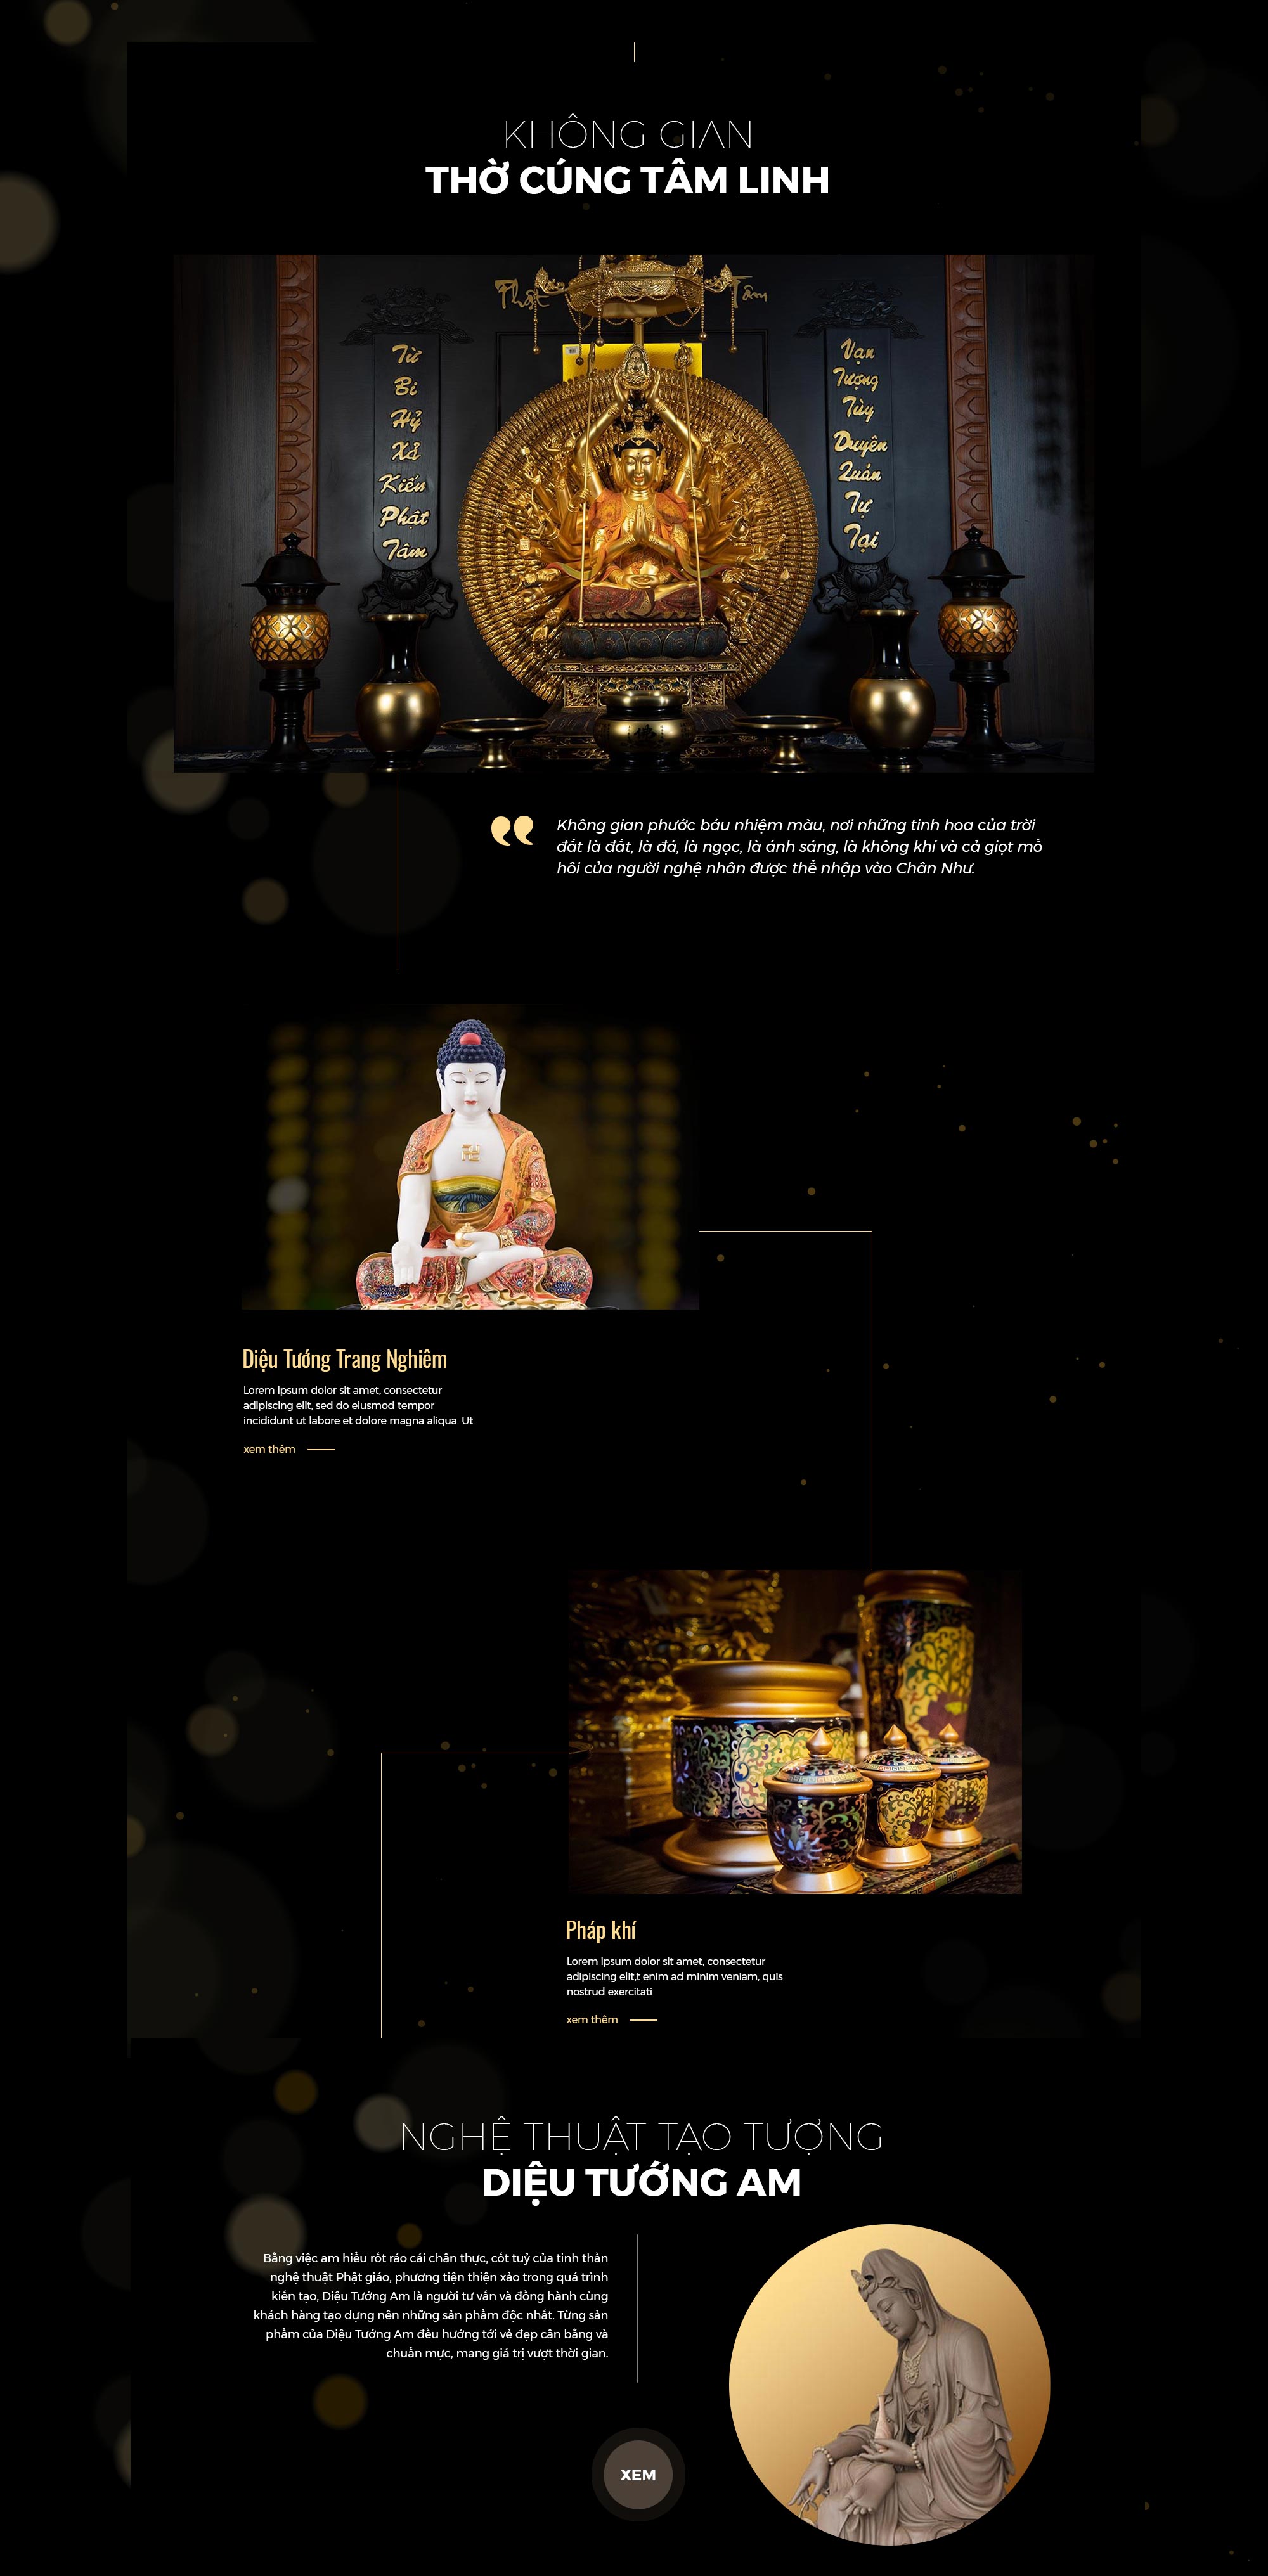 KHÔNG GIAN
THỜ CÚNG TÂM LINH
Phật Tâm
Từ
Bi
Hỷ
Xả
Kiến
Phật
Tâm
Vạn
Tượng
Tùy
Duyên
Quán
Tự
Tại
佛
Không gian phước báu nhiệm màu, nơi những tinh hoa của trời
đất là đất, là đá, là ngọc, là ánh sáng, là không khí và cả giọt mồ
hôi của người nghệ nhân được thể nhập vào Chân Như.
Diệu Tướng Trang Nghiêm
Lorem ipsum dolor sit amet, consectetur
adipiscing elit, sed do eiusmod tempor
incididunt ut labore et dolore magna aliqua. Ut
xem thêm
Pháp khí
Lorem ipsum dolor sit amet, consectetur
adipiscing elit,t enim ad minim veniam, quis
nostrud exercitati
xem thêm
NGHỆ THUẬT TẠO TƯỢNG
DIỆU TƯỚNG AM
Bằng việc am hiểu rốt ráo cái chân thực, cốt tuỷ của tinh thần
nghệ thuật Phật giáo, phương tiện thiện xảo trong quá trình
kiến tạo, Diệu Tướng Am là người tư vấn và đồng hành cùng
khách hàng tạo dựng nên những sản phẩm độc nhất. Từng sản
phẩm của Diệu Tướng Am đều hướng tới vẻ đẹp cân bằng và
chuẩn mực, mang giá trị vượt thời gian.
XEM